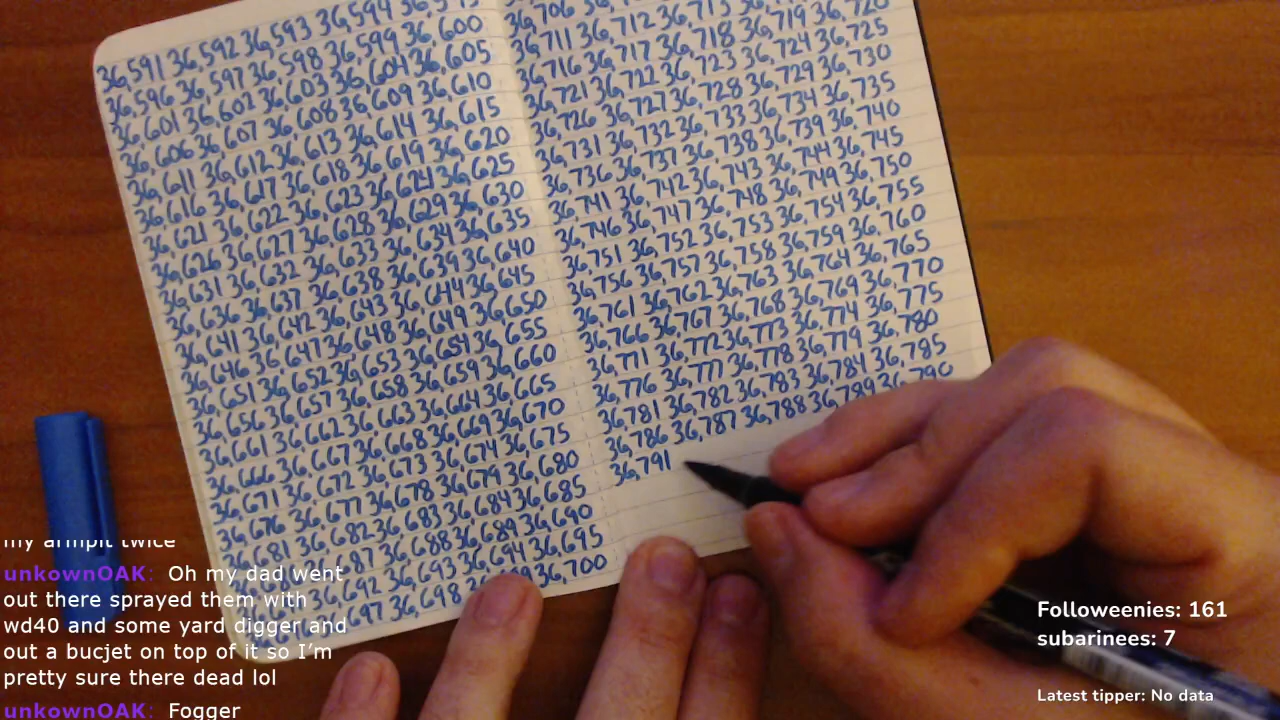 36,591 36,592 36,593 36,594 36,595
36,596 36,597 36,598 36,599 36,600
36,601 36,602 36,603 36,604 36,605
36,606 36,607 36,608 36,609 36,610
36,611 36,612 36,613 36,614 36,615
36,616 36,617 36,618 36,619 36,620
36,621 36,622 36,623 36,624 36,625
36,626 36,627 36,628 36,629 36,630
36,631 36,632 36,633 36,634 36,635
36,636 36,637 36,638 36,639 36,640
36,641 36,642 36,643 36,644 36,645
36,646 36,647 36,648 36,649 36,650
36,651 36,652 36,653 36,654 36,655
36,656 36,657 36,658 36,659 36,660
36,661 36,662 36,663 36,664 36,665
36,666 36,667 36,668 36,669 36,670
36,671 36,672 36,673 36,674 36,675
36,676 36,677 36,678 36,679 36,680
36,681 36,682 36,683 36,684 36,685
36,687 36,688 36,689 36,690
36,692 36,693 36,694 36,695
36,697 36,698 36,700
36,706
36,711 36,712 36,713
36,716 36,717 36,718 36,719 36,720
36,721 36,722 36,723 36,724 36,725
36,726 36,727 36,728 36,729 36,730
36,731 36,732 36,733 36,734 36,735
36,736 36,737 36,738 36,739 36,740
36,741 36,742 36,743 36,744 36,745
36,746 36,747 36,748 36,749 36,750
36,751 36,752 36,753 36,754 36,755
36,756 36,757 36,758 36,759 36,760
36,761 36,762 36,763 36,764 36,765
36,766 36,767 36,768 36,769 36,770
36,771 36,772 36,773 36,774 36,775
36,776 36,777 36,778 36,779 36,780
36,781 36,782 36,783 36,784 36,785
36,786 36,787 36,788 36,789 36,790
36,791
my armpit twice
unkownOAK: Oh my dad went
out there sprayed them with
wd40 and some yard digger and
out a bucjet on top of it so I'm
pretty sure there dead lol
unkownOAK: Fogger
Followeenies: 161
subarinees: 7
Latest tipper: No data